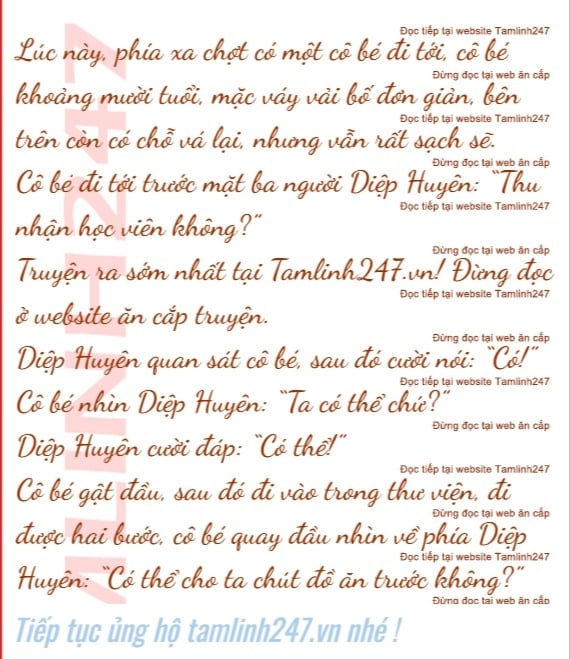 Đọc tiếp tại website Tamlinh247
Lúc này, phía xa chợt có một cô bé đi tới, cô bé
Đừng đọc tại web ăn cắp
khoảng mười tuổi, mặc váy vải bố đơn giản, bên
Đọc tiếp tại website Tamlinh247
trên còn có chỗ vá lại, nhưng vẫn rất sạch sẽ.
Đừng đọc tại web ăn cắp
Cô bé đi tới trước mặt ba người Diệp Huyên: “Thu
Đọc tiếp tại website Tamlinh247
nhận học viên không?”
Đừng đọc tại web ăn cắp
Truyện ra sớm nhất tại Tamlinh247.vn! Đừng đọc
Đọc tiếp tại website Tamlinh247
ở website ăn cắp truyện.
Đừng đọc tại web ăn cắp
Diệp Huyên quan sát cô bé, sau đó cười nói: “Có!”
Đọc tiếp tại website Tamlinh247
Cô bé nhìn Diệp Huyên: “Ta có thể chứ?”
Đừng đọc tại web ăn cắp
Diệp Huyên cười đáp: “Có thể!”
Đọc tiếp tại website Tamlinh247
Cô bé gật đầu, sau đó đi vào trong thư viện, đi
Đừng đọc tại web ăn cắp
được hai bước, cô bé quay đầu nhìn về phía Diệp
Đọc tiếp tại website Tamlinh247
Huyên: “Có thể cho ta chút đồ ăn trước không?”
Đừng đọc tại web ăn cắp
ALINH247
Tiếp tục ủng hộ tamlinh247.vn nhé !